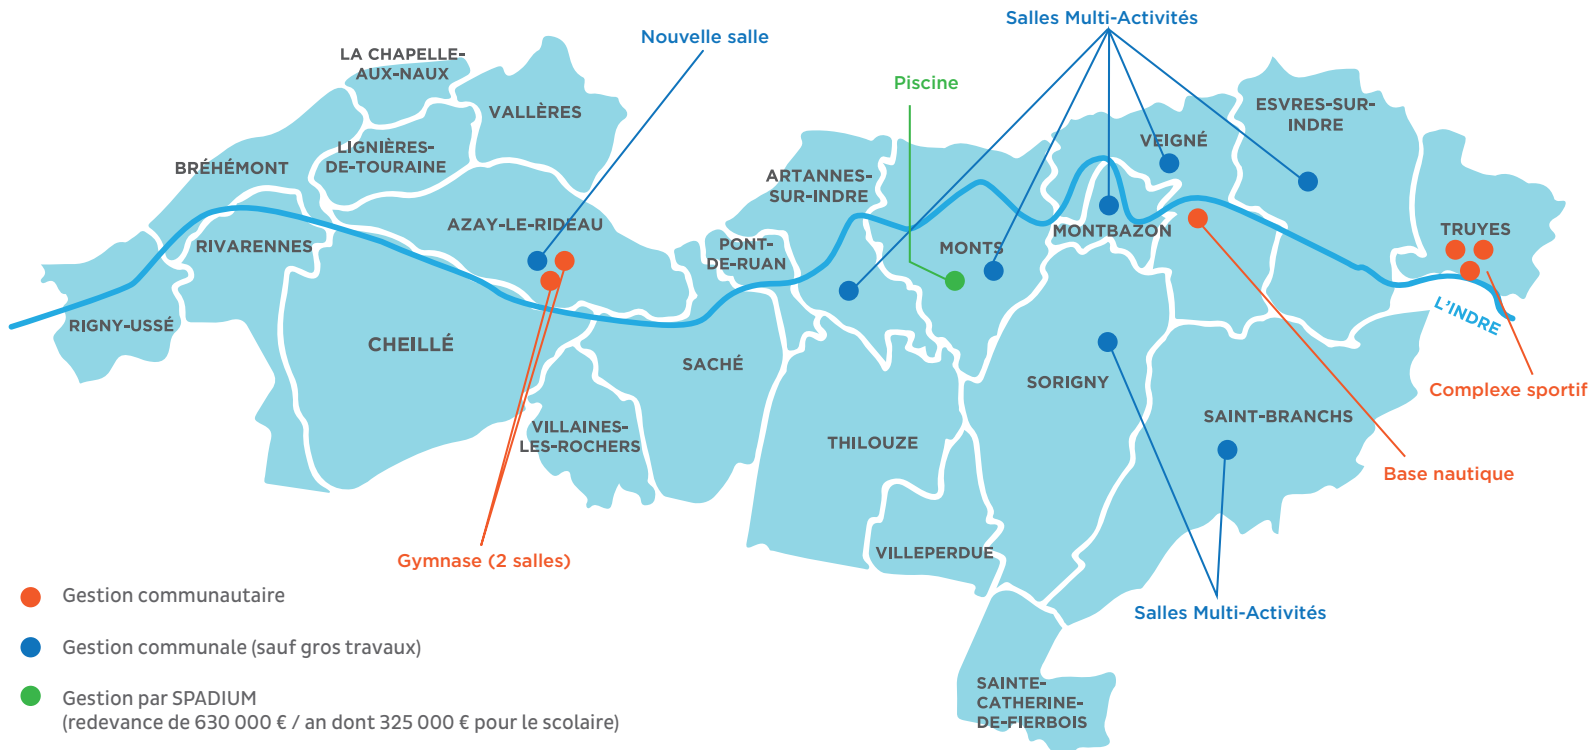 Salles Multi-Activités
Nouvelle salle
LA CHAPELLE-
AUX-NAUX
Piscine
VALLÈRES
ESVRES-SUR-
INDRE
VEIGNÉ
LIGNIÈRES-
DE-TOURAINE
BRÉHÉMONT
ARTANNES-
SUR-INDRE
AZAY-LE-RIDEAU
MONTBAZON
TRUYES
RIVARENNES
PONT-
DE-RUAN
MONTS
L'INDRE
RIGNY-USSÉ
CHEILLÉ
SACHÉ
SORIGNY
Complexe sportif
SAINT-BRANCHS
VILLAINES-
LES-ROCHERS
THILOUZE
Base nautique
VILLEPERDUE
Gymnase (2 salles)
Salles Multi-Activités
Gestion communautaire
Gestion communale (sauf gros travaux)
Gestion par SPADIUM
(redevance de 630 000 € / an dont 325 000 € pour le scolaire)
SAINTE-
CATHERINE-
DE-FIERBOIS